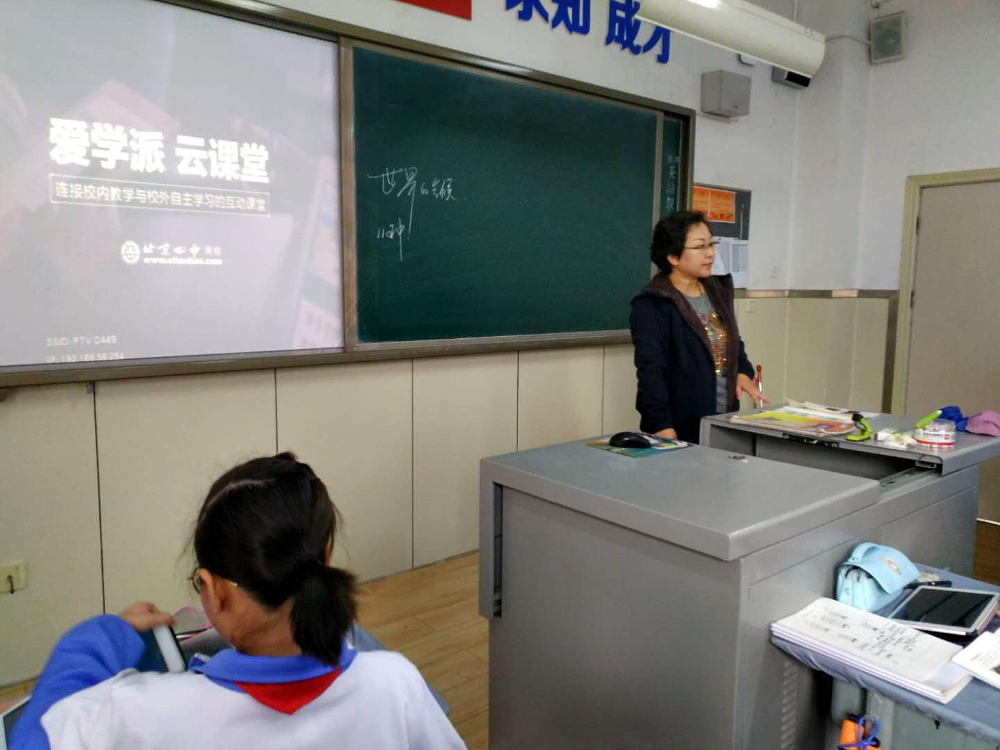 求知 成才
爱学派 云课堂
连接校内教学与校外自主学习的互动课堂
北京四中网校
www.etiantian.com
SSID: PTV 044B
IP: 192.168.59.254
世界的气候
11种